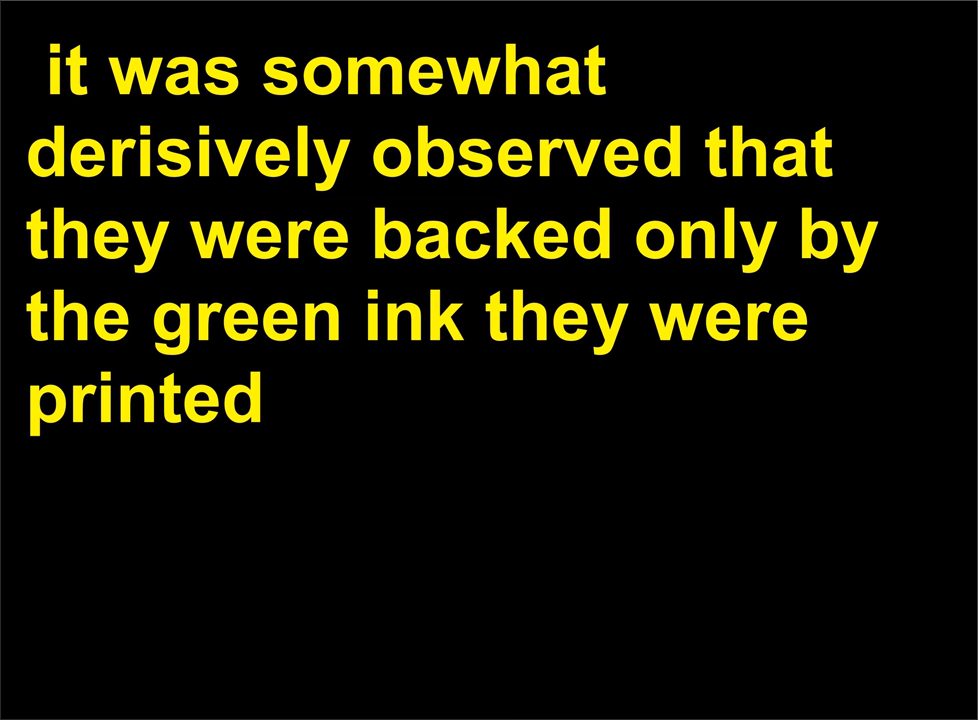 it was somewhat
derisively observed that
they were backed only by
the green ink they were
printed